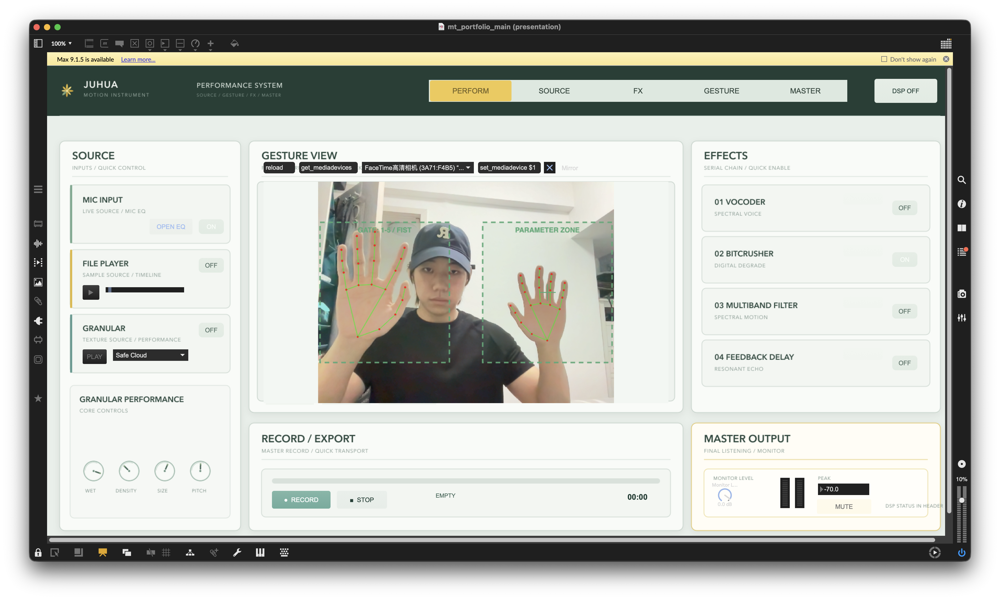 mt_portfolio_main (presentation)
100%
Max 9.1.5 is available Learn more... Don't show again
JUHUA
MOTION INSTRUMENT
PERFORMANCE SYSTEM
SOURCE / GESTURE / FX / MASTER
PERFORM SOURCE FX GESTURE MASTER
DSP OFF
SOURCE
INPUTS / QUICK CONTROL
MIC INPUT
LIVE SOURCE / MIC EQ
OPEN EQ ON
FILE PLAYER
SAMPLE SOURCE / TIMELINE
OFF
GRANULAR
TEXTURE SOURCE / PERFORMANCE
OFF
PLAY Safe Cloud
GRANULAR PERFORMANCE
CORE CONTROLS
WET DENSITY SIZE PITCH
GESTURE VIEW
reload get_mediadevices FaceTime高清相机 (3A71:F4B5) “... set_mediadevice $1 Mirror
GATE: 1-5 / FIST
PARAMETER ZONE
RECORD / EXPORT
MASTER RECORD / QUICK TRANSPORT
RECORD STOP EMPTY 00:00
EFFECTS
SERIAL CHAIN / QUICK ENABLE
01 VOCODER
SPECTRAL VOICE
OFF
02 BITCRUSHER
DIGITAL DEGRADE
ON
03 MULTIBAND FILTER
SPECTRAL MOTION
OFF
04 FEEDBACK DELAY
RESONANT ECHO
OFF
MASTER OUTPUT
FINAL LISTENING / MONITOR
MONITOR LEVEL
Monitor L...
0.0 dB
PEAK
-70.0
MUTE
DSP STATUS IN HEADER
10%